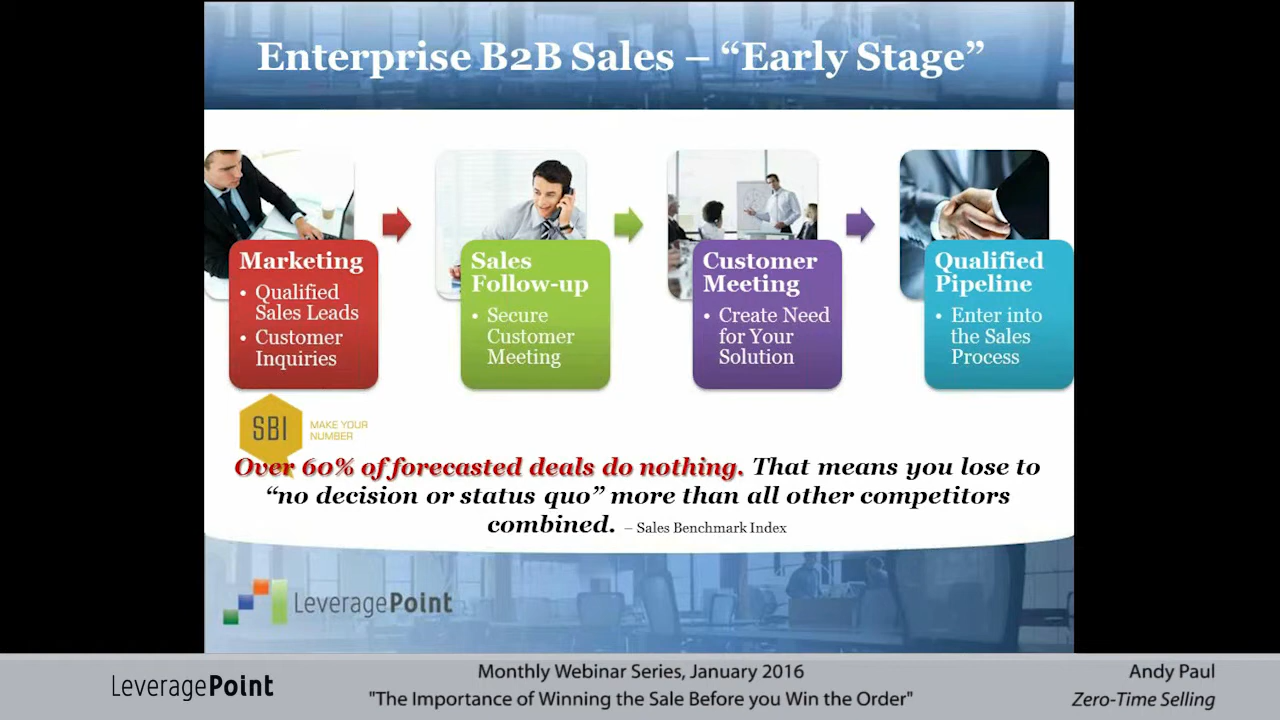 Enterprise B2B Sales – “Early Stage”
Marketing
• Qualified
Sales Leads
• Customer
Inquiries
Sales
Follow-up
• Secure
Customer
Meeting
Customer
Meeting
• Create Need
for Your
Solution
Qualified
Pipeline
• Enter into
the Sales
Process
SBI
MAKE YOUR
NUMBER
Over 60% of forecasted deals do nothing. That means you lose to
“no decision or status quo” more than all other competitors
combined. – Sales Benchmark Index
LeveragePoint
LeveragePoint
Monthly Webinar Series, January 2016
"The Importance of Winning the Sale Before you Win the Order"
Andy Paul
Zero-Time Selling